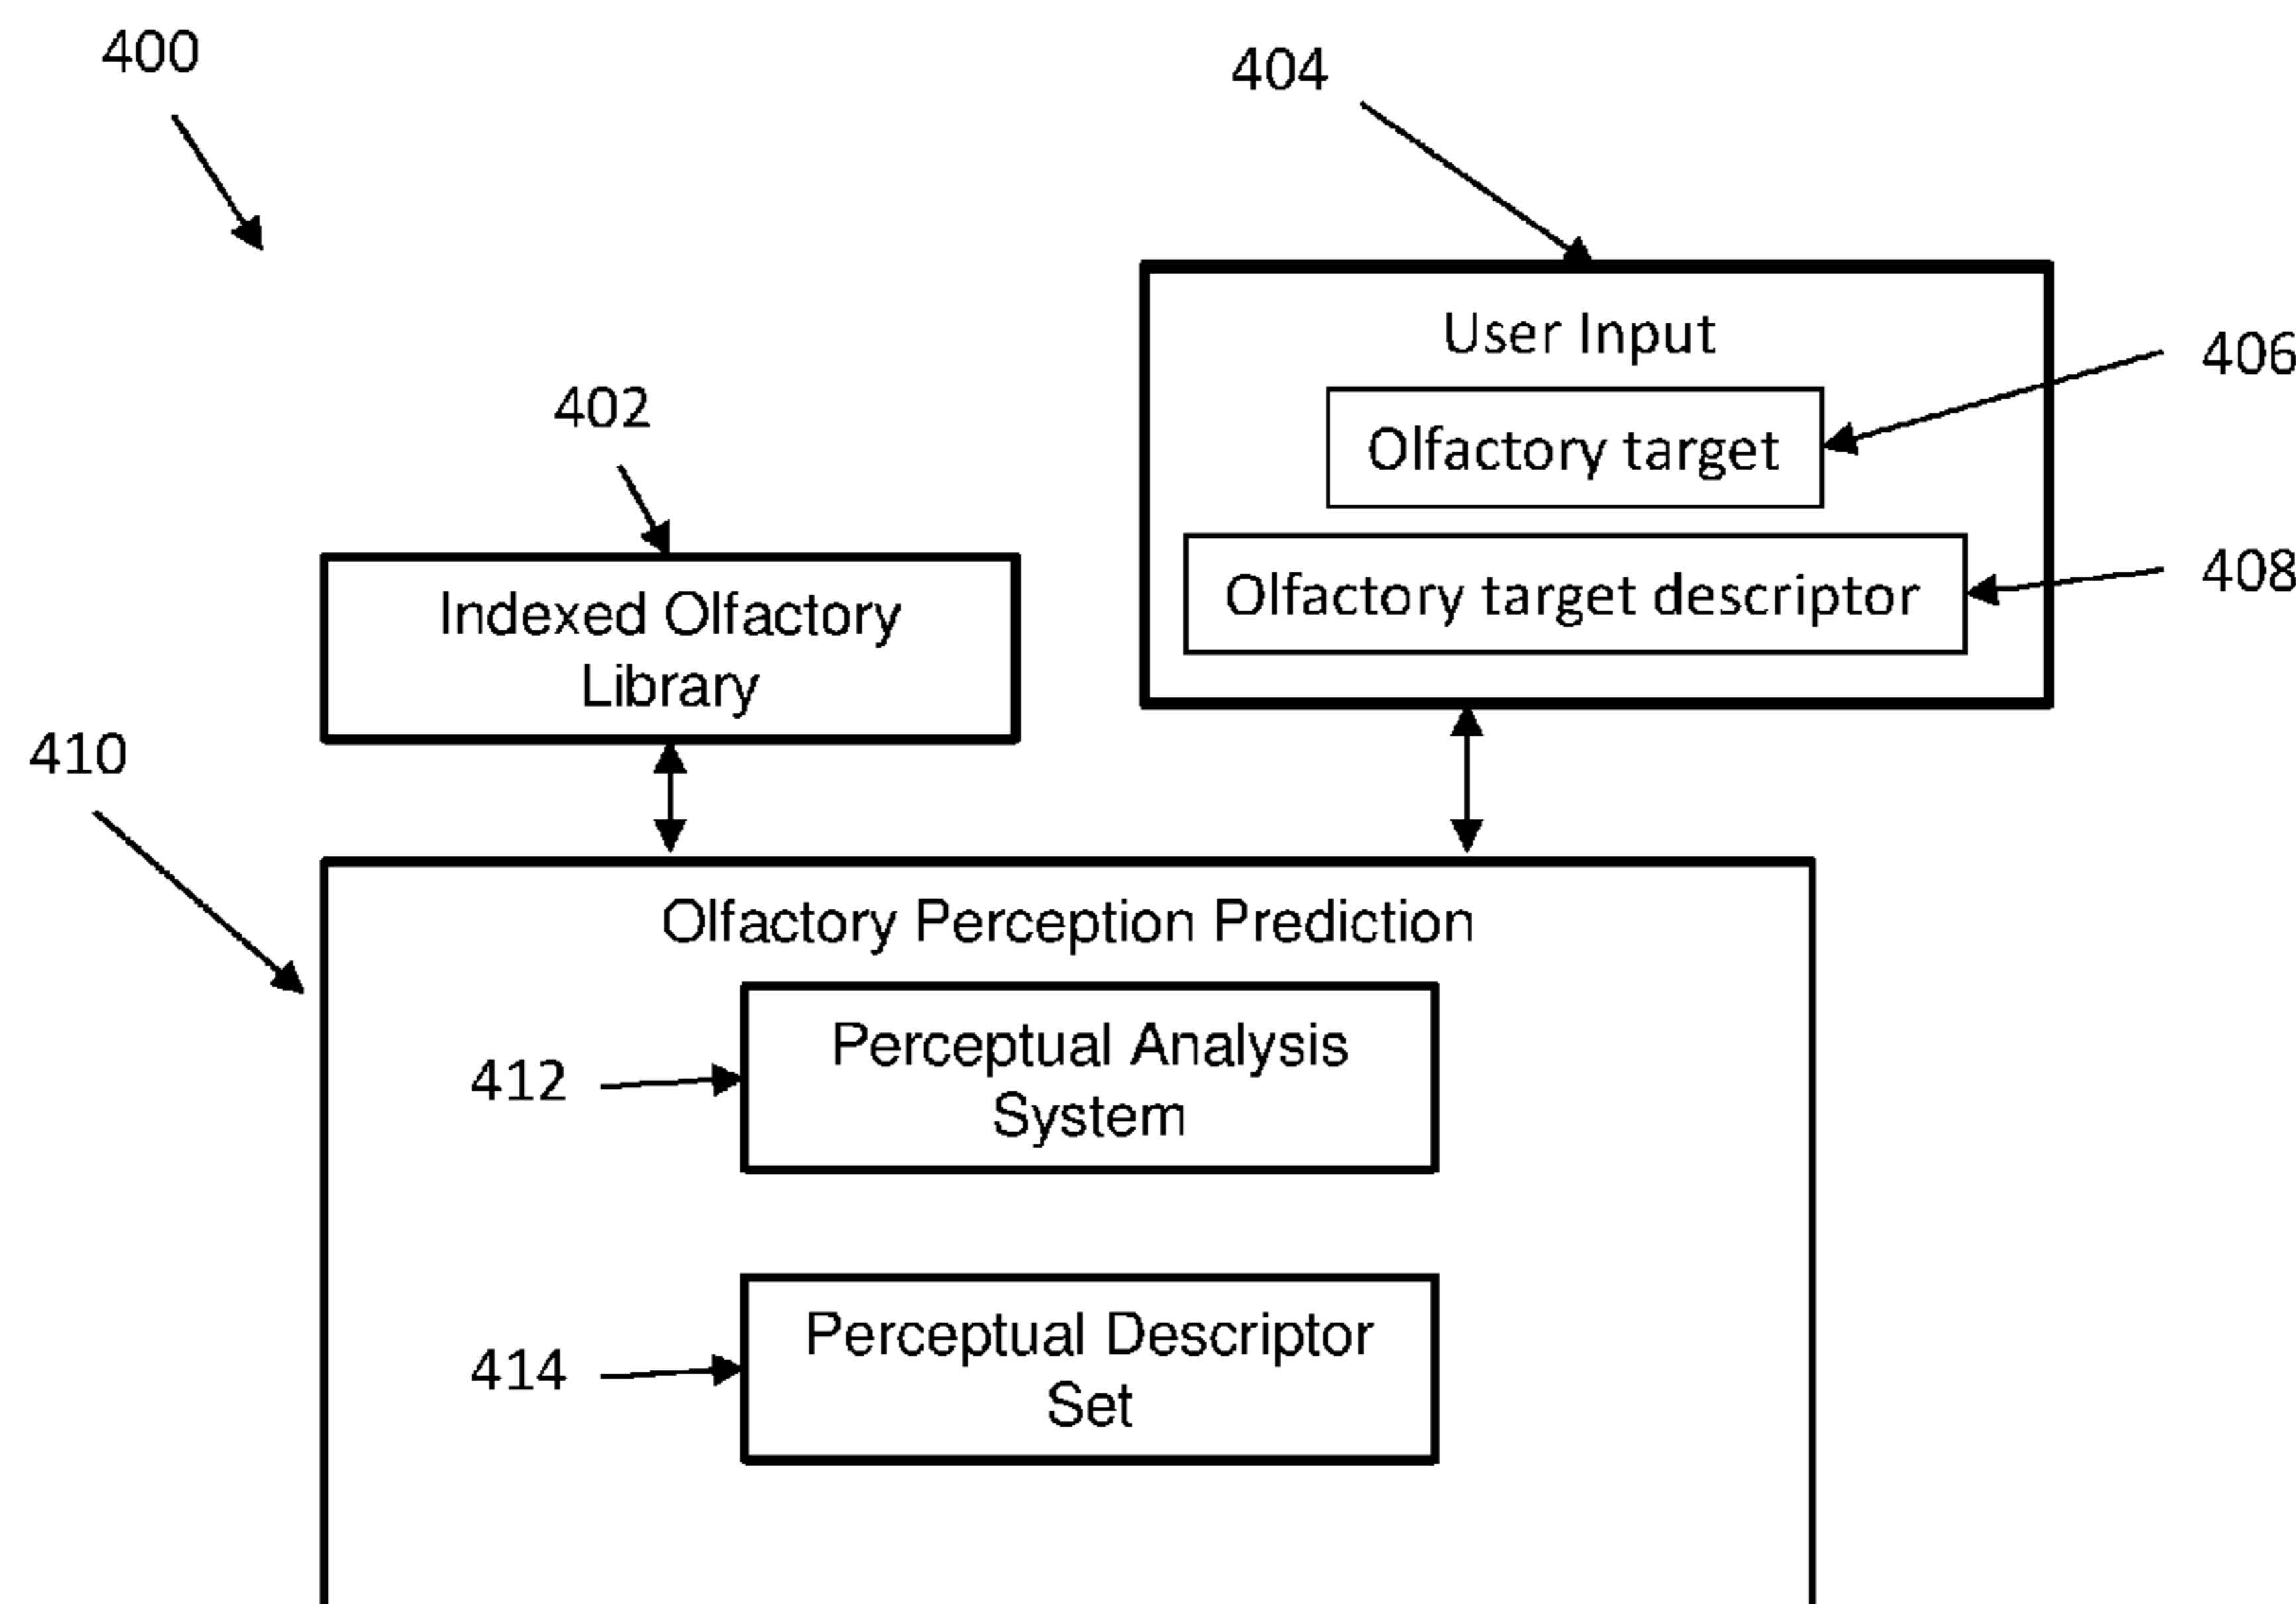 400
404
User Input
406
Olfactory target
402
408
Olfactory target descriptor
Indexed Olfactory
Library
410
Olfactory Perception Prediction
Perceptual Analysis
412
System
Perceptual Descriptor
414
Set